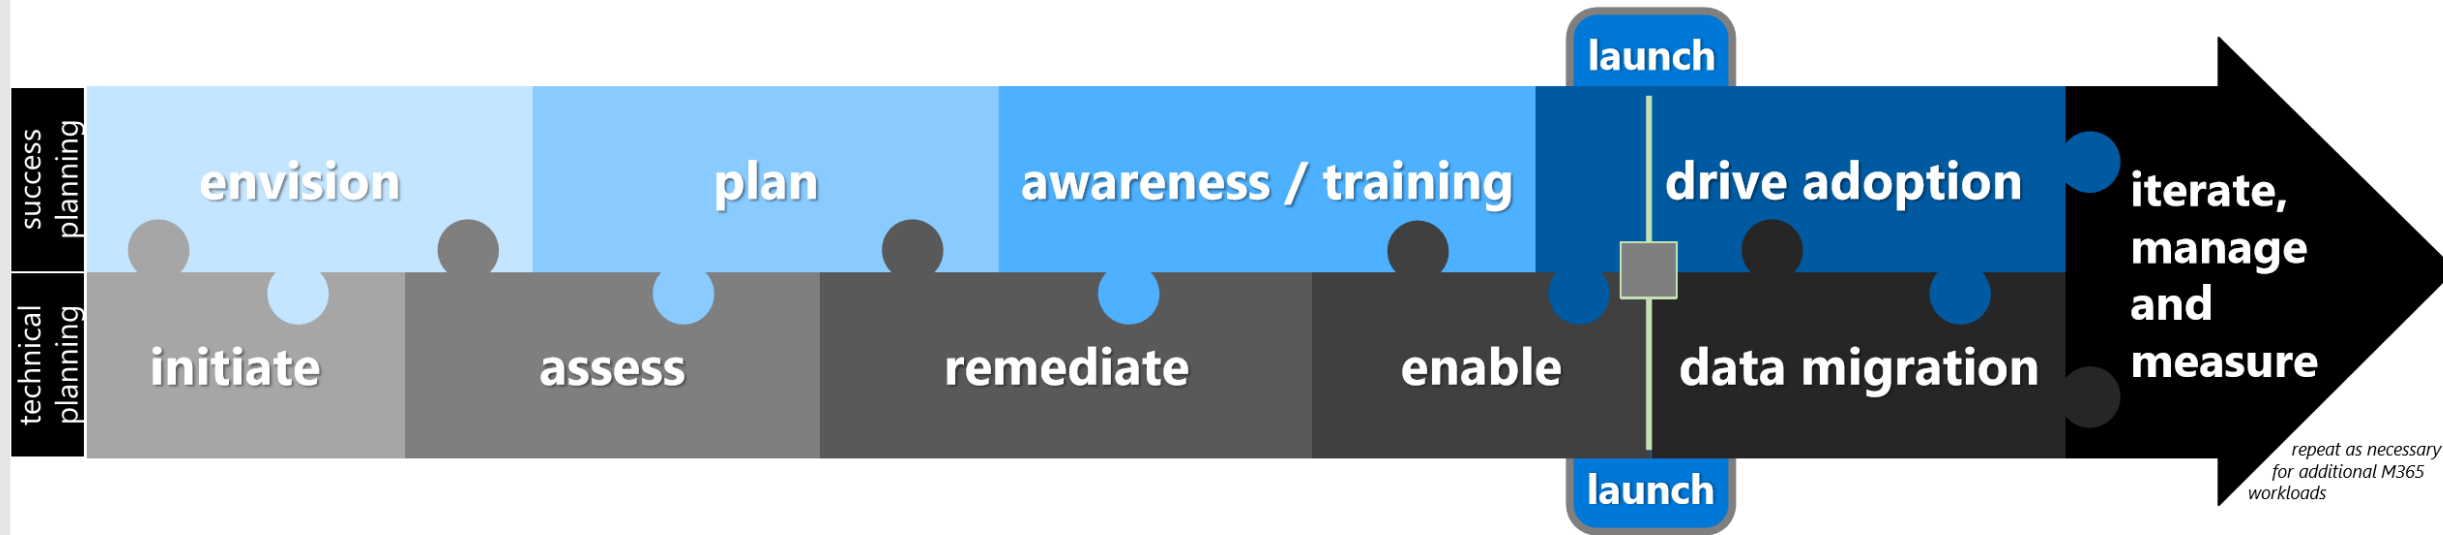 launch
success
planning
envision
plan
awareness / training
drive adoption
iterate,
manage
and
measure
technical
planning
initiate
assess
remediate
enable
data migration
repeat as necessary
for additional M365
workloads
launch